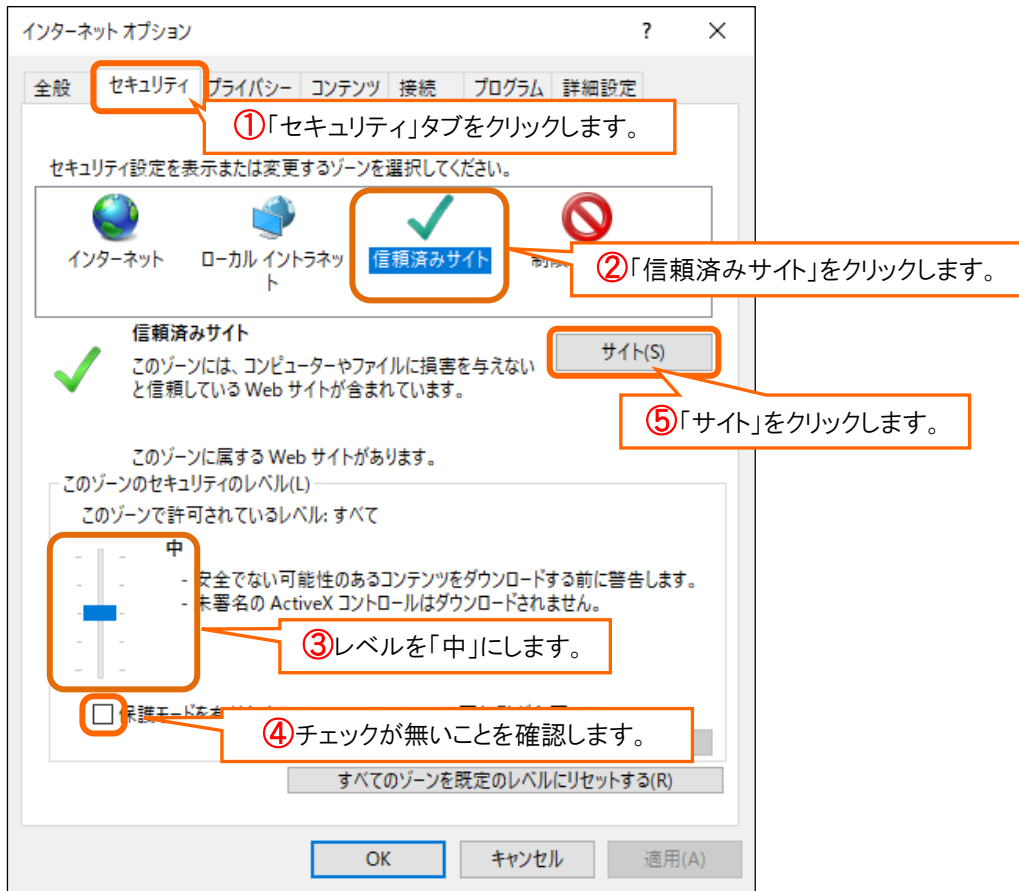 インターネット オプション ? ×
全般 セキュリティ プライバシー コンテンツ 接続 プログラム 詳細設定
①「セキュリティ」タブをクリックします。
セキュリティ設定を表示または変更するゾーンを選択してください。
インターネット
ローカル イントラネッ
ト
信頼済みサイト
②「信頼済みサイト」をクリックします。
信頼済みサイト
サイト(S)
このゾーンには、コンピューターやファイルに損害を与えない
と信頼している Web サイトが含まれています。
⑤「サイト」をクリックします。
このゾーンに属する Web サイトがあります。
このゾーンのセキュリティのレベル(L)
このゾーンで許可されているレベル: すべて
中
- 安全でない可能性のあるコンテンツをダウンロードする前に警告します。
- 未署名の ActiveX コントロールはダウンロードされません。
③レベルを「中」にします。
保護モードを
④チェックが無いことを確認します。
すべてのゾーンを既定のレベルにリセットする(R)
OK キャンセル 適用(A)